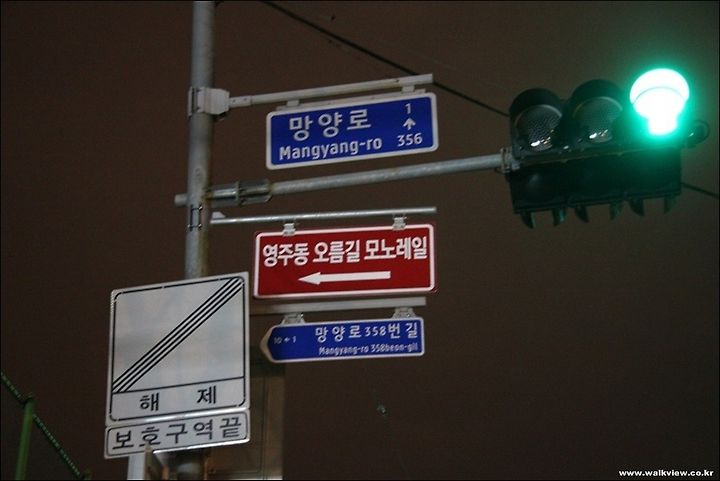 망양로
Mangyang-ro
1
356
영주동 오름길 모노레일
망양로358번길
Mangyang-ro 358beon-gil
10 1
해 제
보호구역끝
www.walkview.co.kr